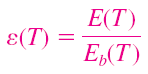 ε(T) = E(T) / E_b(T)